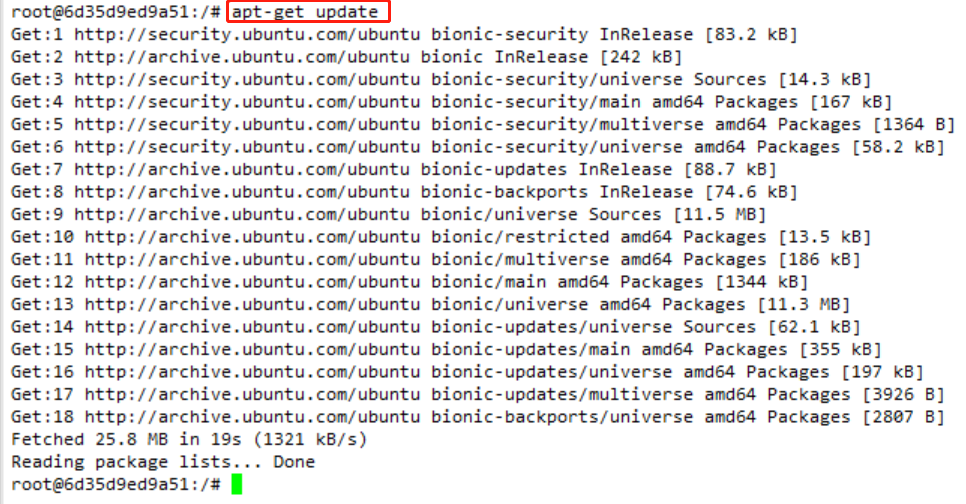 root@6d35d9ed9a51:/# apt-get update
Get:1 http://security.ubuntu.com/ubuntu bionic-security InRelease [83.2 kB]
Get:2 http://archive.ubuntu.com/ubuntu bionic InRelease [242 kB]
Get:3 http://security.ubuntu.com/ubuntu bionic-security/universe Sources [14.3 kB]
Get:4 http://security.ubuntu.com/ubuntu bionic-security/main amd64 Packages [167 kB]
Get:5 http://security.ubuntu.com/ubuntu bionic-security/multiverse amd64 Packages [1364 B]
Get:6 http://security.ubuntu.com/ubuntu bionic-security/universe amd64 Packages [58.2 kB]
Get:7 http://archive.ubuntu.com/ubuntu bionic-updates InRelease [88.7 kB]
Get:8 http://archive.ubuntu.com/ubuntu bionic-backports InRelease [74.6 kB]
Get:9 http://archive.ubuntu.com/ubuntu bionic/universe Sources [11.5 MB]
Get:10 http://archive.ubuntu.com/ubuntu bionic/restricted amd64 Packages [13.5 kB]
Get:11 http://archive.ubuntu.com/ubuntu bionic/multiverse amd64 Packages [186 kB]
Get:12 http://archive.ubuntu.com/ubuntu bionic/main amd64 Packages [1344 kB]
Get:13 http://archive.ubuntu.com/ubuntu bionic/universe amd64 Packages [11.3 MB]
Get:14 http://archive.ubuntu.com/ubuntu bionic-updates/universe Sources [62.1 kB]
Get:15 http://archive.ubuntu.com/ubuntu bionic-updates/main amd64 Packages [355 kB]
Get:16 http://archive.ubuntu.com/ubuntu bionic-updates/universe amd64 Packages [197 kB]
Get:17 http://archive.ubuntu.com/ubuntu bionic-updates/multiverse amd64 Packages [3926 B]
Get:18 http://archive.ubuntu.com/ubuntu bionic-backports/universe amd64 Packages [2807 B]
Fetched 25.8 MB in 19s (1321 kB/s)
Reading package lists... Done
root@6d35d9ed9a51:/#